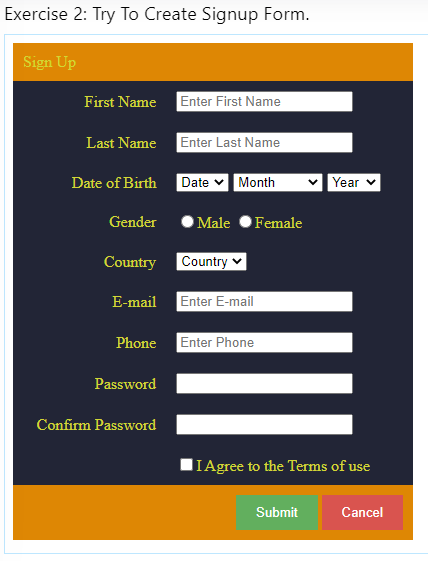 Exercise 2: Try To Create Signup Form.
Sign Up
First Name Enter First Name
Last Name Enter Last Name
Date of Birth Date Month Year
Gender Male Female
Country Country
E-mail Enter E-mail
Phone Enter Phone
Password
Confirm Password
I Agree to the Terms of use
Submit Cancel